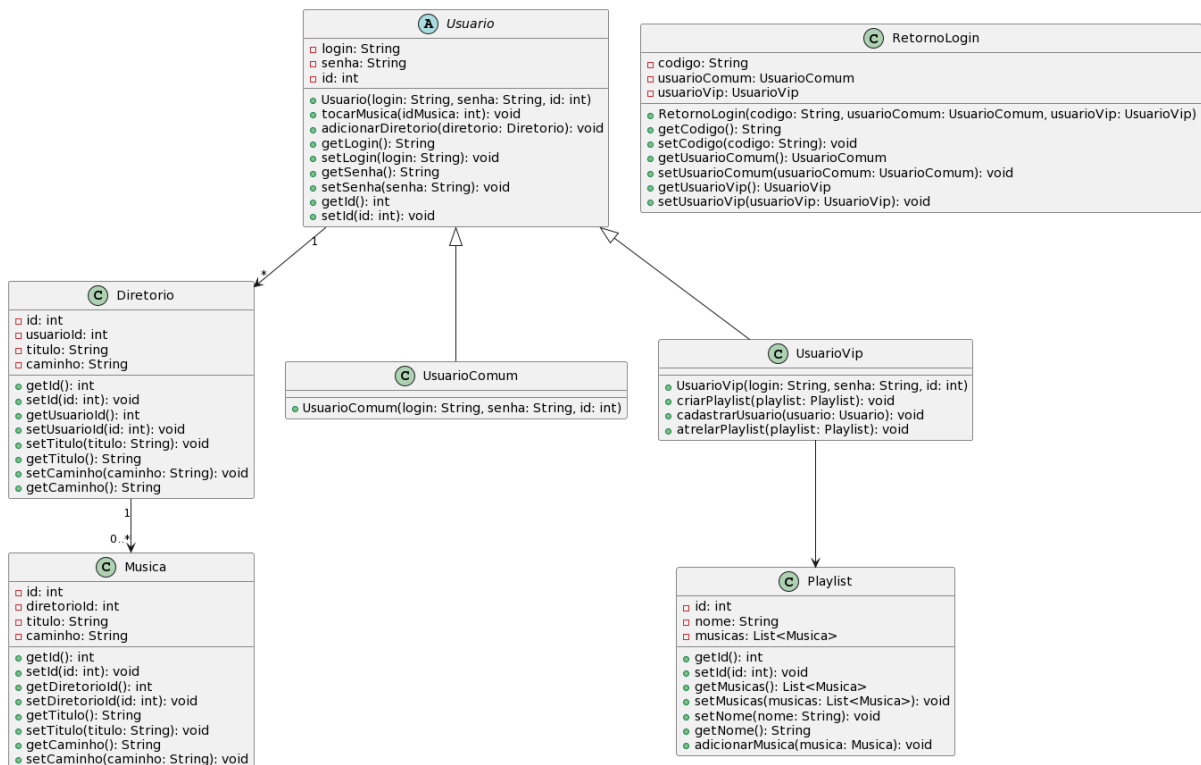 A Usuario
login: String
senha: String
id: int
Usuario(login: String, senha: String, id: int)
tocarMusica(idMusica: int): void
adicionarDiretorio(diretorio: Diretorio): void
getLogin(): String
setLogin(login: String): void
getSenha(): String
setSenha(senha: String): void
getId(): int
setId(id: int): void
C RetornoLogin
codigo: String
usuarioComum: UsuarioComum
usuarioVip: UsuarioVip
RetornoLogin(codigo: String, usuarioComum: UsuarioComum, usuarioVip: UsuarioVip)
getCodigo(): String
setCodigo(codigo: String): void
getUsuarioComum(): UsuarioComum
setUsuarioComum(usuarioComum: UsuarioComum): void
getUsuarioVip(): UsuarioVip
setUsuarioVip(usuarioVip: UsuarioVip): void
1
*
C Diretorio
id: int
usuarioId: int
titulo: String
caminho: String
getId(): int
setId(id: int): void
getUsuarioId(): int
setUsuarioId(id: int): void
setTitulo(titulo: String): void
getTitulo(): String
setCaminho(caminho: String): void
getCaminho(): String
C UsuarioComum
UsuarioComum(login: String, senha: String, id: int)
C UsuarioVip
UsuarioVip(login: String, senha: String, id: int)
criarPlaylist(playlist: Playlist): void
cadastrarUsuario(usuario: Usuario): void
atrelarPlaylist(playlist: Playlist): void
1
0..*
C Musica
id: int
diretorioId: int
titulo: String
caminho: String
getId(): int
setId(id: int): void
getDiretorioId(): int
setDiretorioId(id: int): void
getTitulo(): String
setTitulo(titulo: String): void
getCaminho(): String
setCaminho(caminho: String): void
C Playlist
id: int
nome: String
musicas: List<Musica>
getId(): int
setId(id: int): void
getMusicas(): List<Musica>
setMusicas(musicas: List<Musica>): void
setNome(nome: String): void
getNome(): String
adicionarMusica(musica: Musica): void